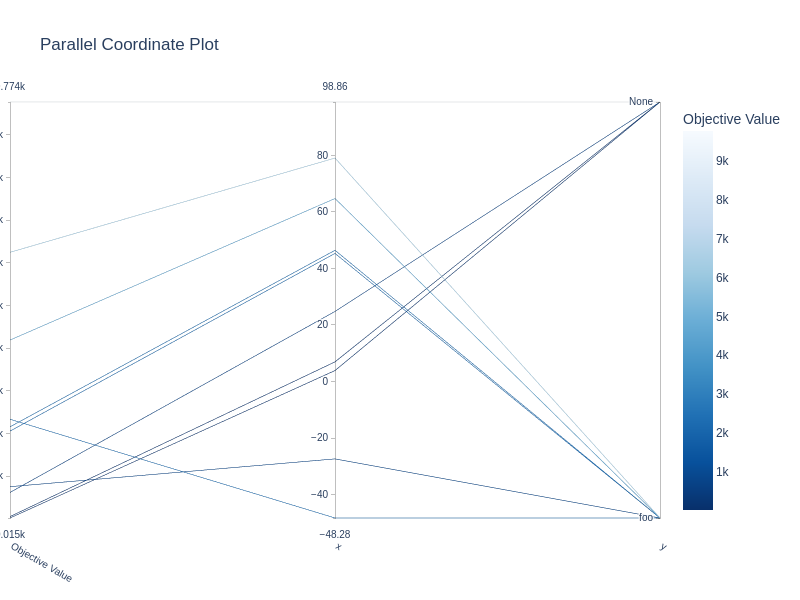 Parallel Coordinate Plot
.774k
98.86
None
Objective Value
k
k
k
k
k
k
k
k
k
80
60
40
20
0
−20
−40
9k
8k
7k
6k
5k
4k
3k
2k
1k
foo
.015k
−48.28
Objective Value
x
y